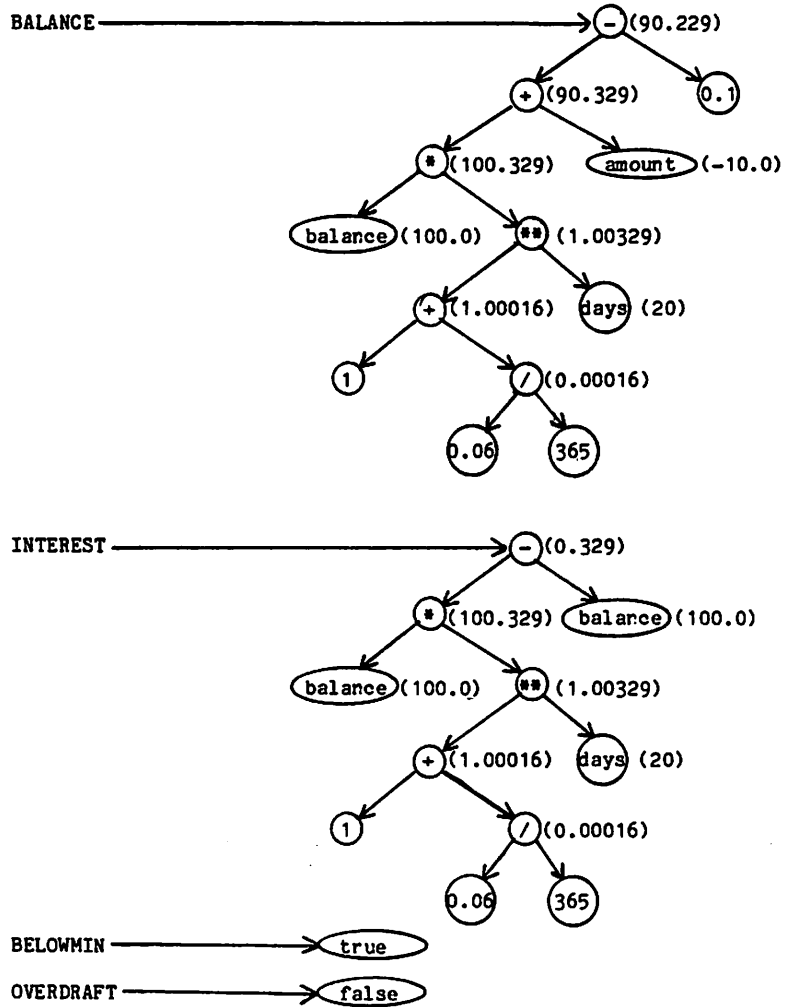 BALANCE - (90.229)
+ (90.329) 0.1
* (100.329) amount (-10.0)
balance (100.0) ** (1.00329)
+ (1.00016) days (20)
1 / (0.00016)
0.06 365
INTEREST - (0.329)
* (100.329) balance (100.0)
balance (100.0) ** (1.00329)
+ (1.00016) days (20)
1 / (0.00016)
0.06 365
BELOWMIN true
OVERDRAFT false